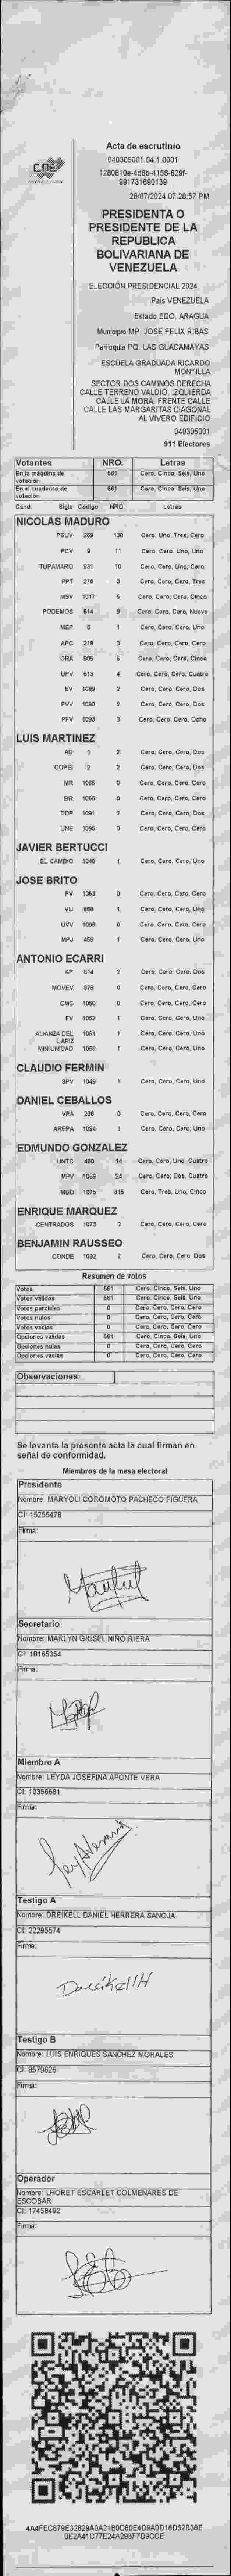 CNE
Acta de escrutinio
040305001.04.1.0001
991731690139
28/07/2024 07:28:57 PM
PRESIDENTA O
PRESIDENTE DE LA
REPUBLICA
BOLIVARIANA DE
VENEZUELA
ELECCIÓN PRESIDENCIAL 2024
País VENEZUELA
Estado EDO. ARAGUA
Municipio MP. JOSE FELIX RIBAS
Parroquia PQ. LAS GUACAMAYAS
ESCUELA GRADUADA RICARDO
MONTILLA
SECTOR DOS CAMINOS DERECHA
CALLE TERRENO VALDIO. IZQUIERDA
CALLE LA MORA. FRENTE CALLE
CALLE LAS MARGARITAS DIAGONAL
AL VIVERO EDIFICIO
040305001
911 Electores
Votantes NRO. Letras
En la máquina de votación 561 Cero, Cinco, Seis, Uno
En el cuaderno de votación 561 Cero, Cinco, Seis, Uno
Cand. Sigla Código NRO. Letras
NICOLAS MADURO
PSUV 269 130 Cero, Uno, Tres, Cero
PCV 9 11 Cero, Cero, Uno, Uno
TUPAMARO 931 10 Cero, Cero, Uno, Cero
PPT 276 3 Cero, Cero, Cero, Tres
MSV 1017 5 Cero, Cero, Cero, Cinco
PODEMOS 614 9 Cero, Cero, Cero, Nueve
MEP 6 1 Cero, Cero, Cero, Uno
APC 219 0 Cero, Cero, Cero, Cero
ORA 905 5 Cero, Cero, Cero, Cinco
UPV 513 4 Cero, Cero, Cero, Cuatro
EV 1089 2 Cero, Cero, Cero, Dos
PVV 1090 2 Cero, Cero, Cero, Dos
PFV 1093 8 Cero, Cero, Cero, Ocho
LUIS MARTINEZ
AD 1 2 Cero, Cero, Cero, Dos
COPEI 2 2 Cero, Cero, Cero, Dos
MR 1065 0 Cero, Cero, Cero, Cero
BR 1088 0 Cero, Cero, Cero, Cero
DDP 1091 2 Cero, Cero, Cero, Dos
UNE 1095 0 Cero, Cero, Cero, Cero
JAVIER BERTUCCI
EL CAMBIO 1048 1 Cero, Cero, Cero, Uno
JOSE BRITO
PV 1053 0 Cero, Cero, Cero, Cero
VU 868 1 Cero, Cero, Cero, Uno
UVV 1096 0 Cero, Cero, Cero, Cero
MPJ 459 1 Cero, Cero, Cero, Uno
ANTONIO ECARRI
AP 914 2 Cero, Cero, Cero, Dos
MOVEV 876 0 Cero, Cero, Cero, Cero
CMC 1050 0 Cero, Cero, Cero, Cero
FV 1062 1 Cero, Cero, Cero, Uno
ALIANZA DEL LAPIZ 1051 1 Cero, Cero, Cero, Uno
MIN UNIDAD 1058 1 Cero, Cero, Cero, Uno
CLAUDIO FERMIN
SPV 1049 1 Cero, Cero, Cero, Uno
DANIEL CEBALLOS
VPA 236 0 Cero, Cero, Cero, Cero
AREPA 1094 1 Cero, Cero, Cero, Uno
EDMUNDO GONZALEZ
UNTC 460 14 Cero, Cero, Uno, Cuatro
MPV 1069 24 Cero, Cero, Dos, Cuatro
MUD 1075 315 Cero, Tres, Uno, Cinco
ENRIQUE MARQUEZ
CENTRADOS 1073 0 Cero, Cero, Cero, Cero
BENJAMIN RAUSSEO
CONDE 1092 2 Cero, Cero, Cero, Dos
Resumen de votos
Votos 561 Cero, Cinco, Seis, Uno
Votos validos 561 Cero, Cinco, Seis, Uno
Votos parciales 0 Cero, Cero, Cero, Cero
Votos nulos 0 Cero, Cero, Cero, Cero
Votos vacíos 0 Cero, Cero, Cero, Cero
Opciones válidas 561 Cero, Cinco, Seis, Uno
Opciones nulas 0 Cero, Cero, Cero, Cero
Opciones vacías 0 Cero, Cero, Cero, Cero
Observaciones:
Se levanta la presente acta la cual firman en
señal de conformidad.
Miembros de la mesa electoral
Presidente
Nombre: MARYOLI COROMOTO PACHECO FIGUERA
CI: 15255478
Firma:
Secretario
Nombre: MARLYN GRISEL NIÑO RIERA
CI: 18165354
Firma:
Miembro A
Nombre: LEYDA JOSEFINA APONTE VERA
CI: 10356681
Firma:
Testigo A
Nombre: DREIKELL DANIEL HERRERA SANOJA
CI: 22295574
Firma:
Testigo B
Nombre: LUIS ENRIQUES SANCHEZ MORALES
CI: 8579626
Firma:
Operador
Nombre: LHORET ESCARLET COLMENARES DE
ESCOBAR
CI: 17458492
Firma: